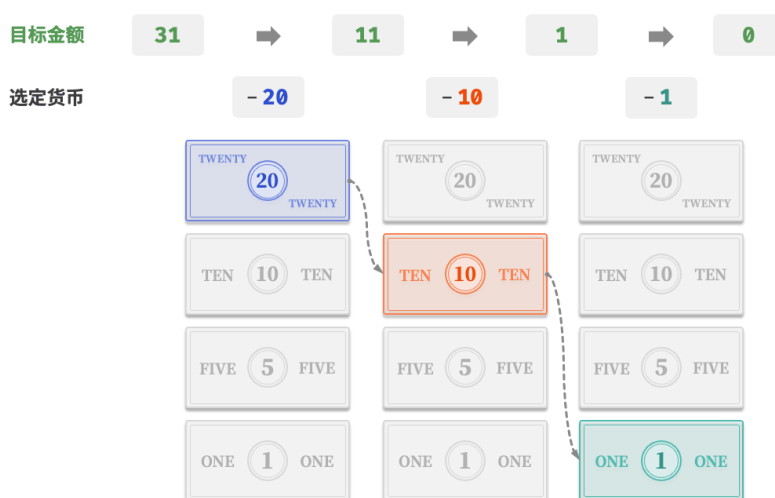 目标金额 31 11 1 0
选定货币 - 20 - 10 - 1
TWENTY TWENTY TWENTY
20 20 20
TWENTY TWENTY TWENTY
TEN 10 TEN TEN 10 TEN TEN 10 TEN
FIVE 5 FIVE FIVE 5 FIVE FIVE 5 FIVE
ONE 1 ONE ONE 1 ONE ONE 1 ONE